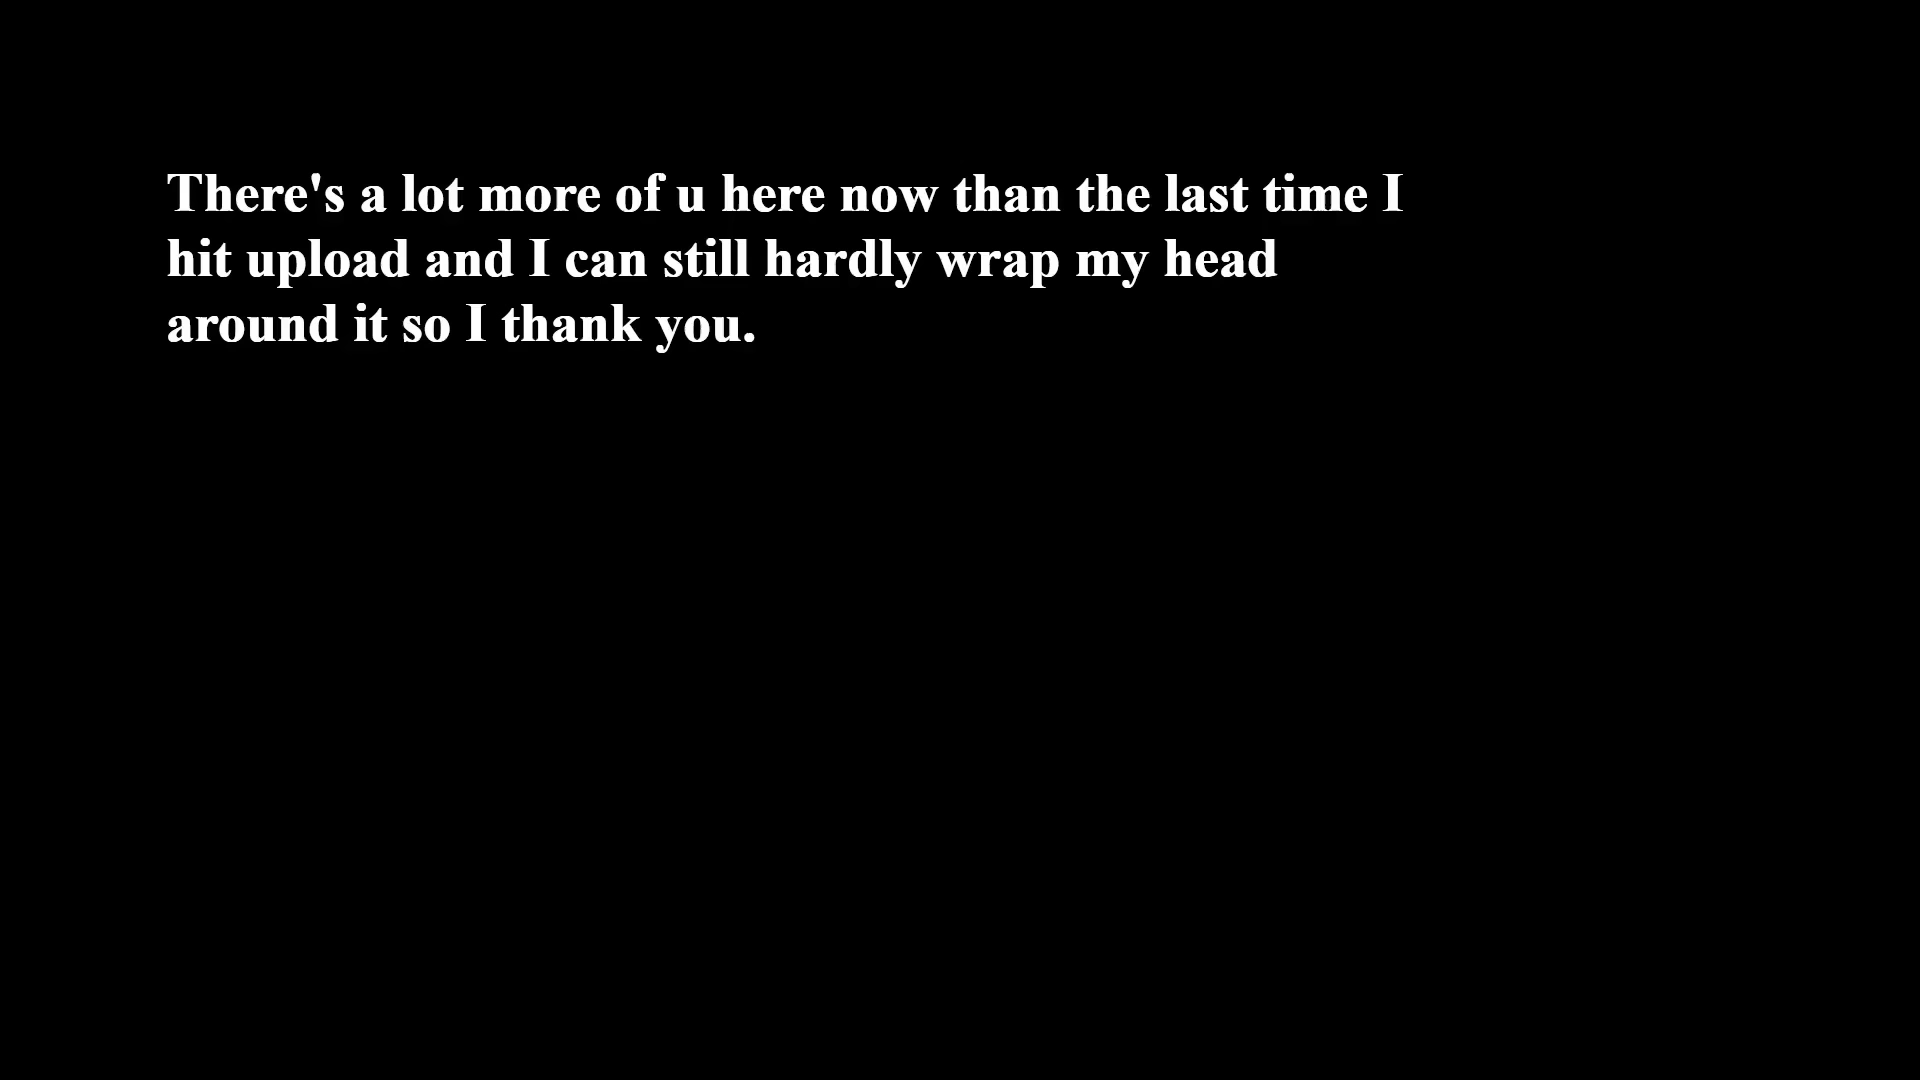 There's a lot more of u here now than the last time I
hit upload and I can still hardly wrap my head
around it so I thank you.